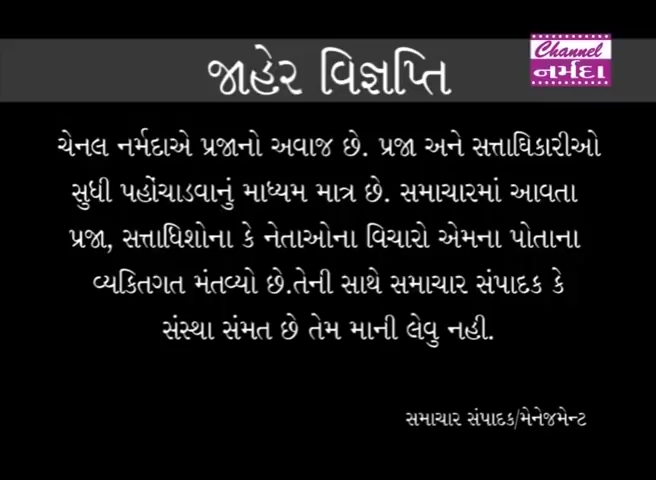 Channel
નર્મદા
જાહેર વિજ્ઞપ્તિ
ચેનલ નર્મદાએ પ્રજાનો અવાજ છે. પ્રજા અને સત્તાધિકારીઓ
સુધી પહોંચાડવાનું માધ્યમ માત્ર છે. સમાચારમાં આવતા
પ્રજા, સત્તાધિશોના કે નેતાઓના વિચારો એમના પોતાના
વ્યકિતગત મંતવ્યો છે.તેની સાથે સમાચાર સંપાદક કે
સંસ્થા સંમત છે તેમ માની લેવુ નહી.
સમાચાર સંપાદક/મેનેજમેન્ટ